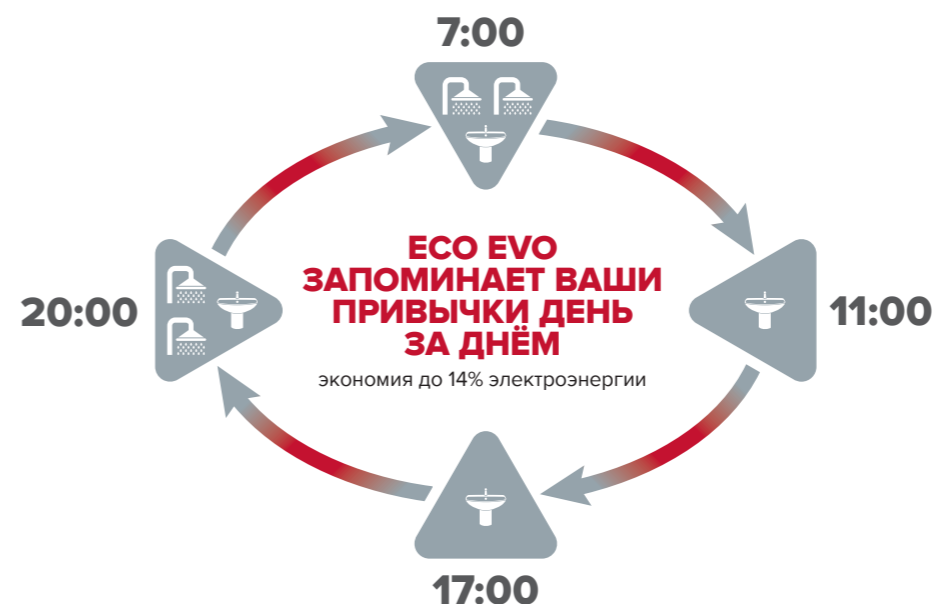 7:00
ECO EVO
ЗАПОМИНАЕТ ВАШИ
ПРИВЫЧКИ ДЕНЬ
ЗА ДНЁМ
экономия до 14% электроэнергии
20:00
11:00
17:00